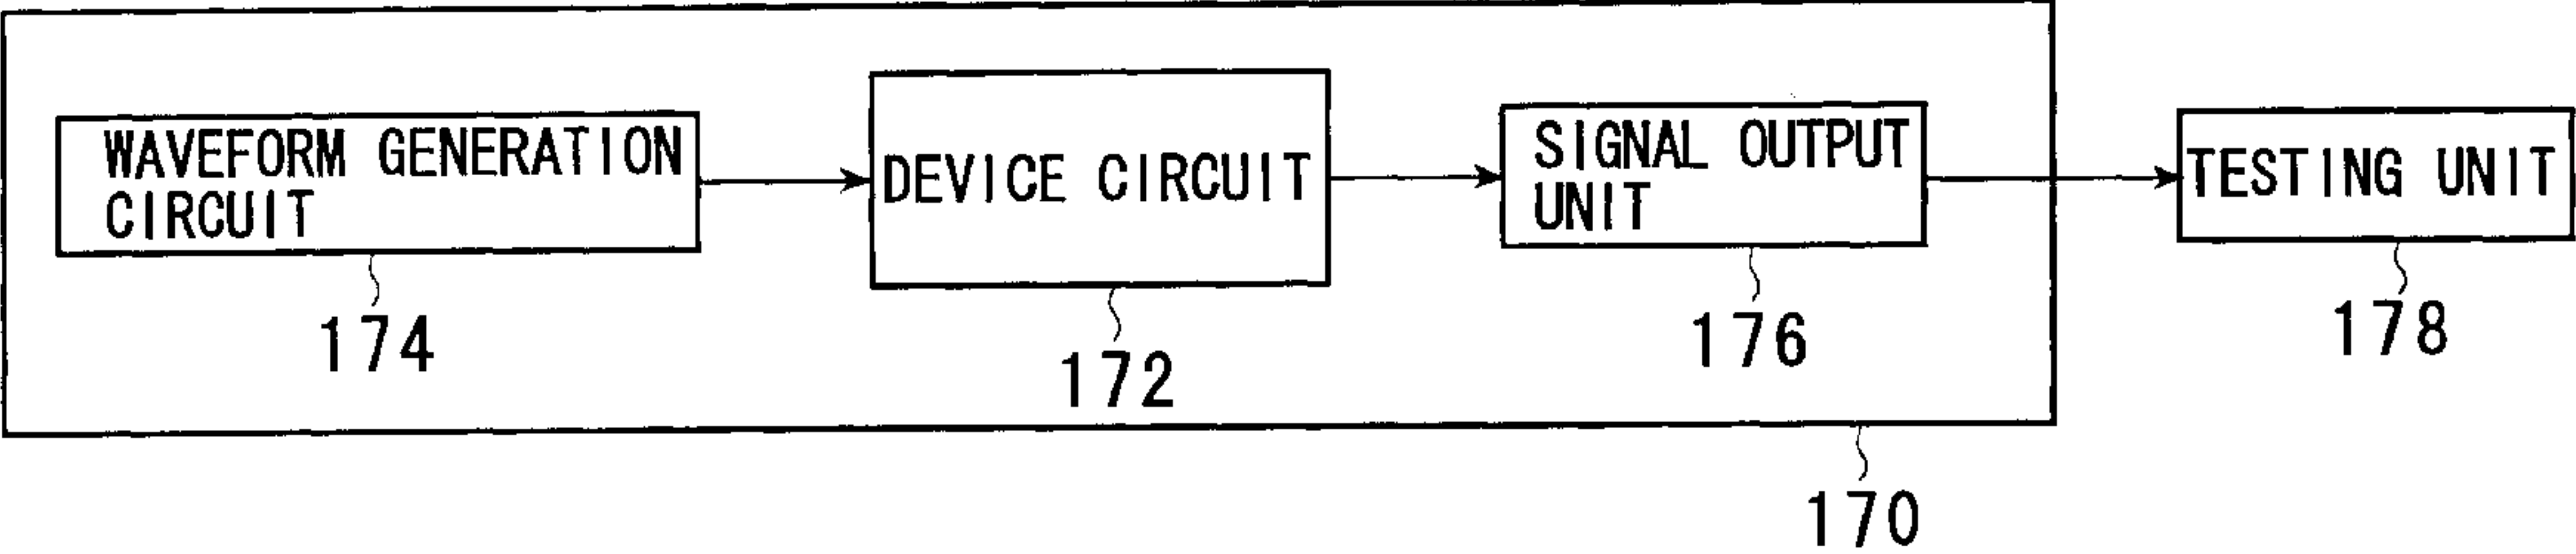 WAVEFORM GENERATION
CIRCUIT
174
DEVICE CIRCUIT
172
SIGNAL OUTPUT
UNIT
176
TESTING UNIT
178
170